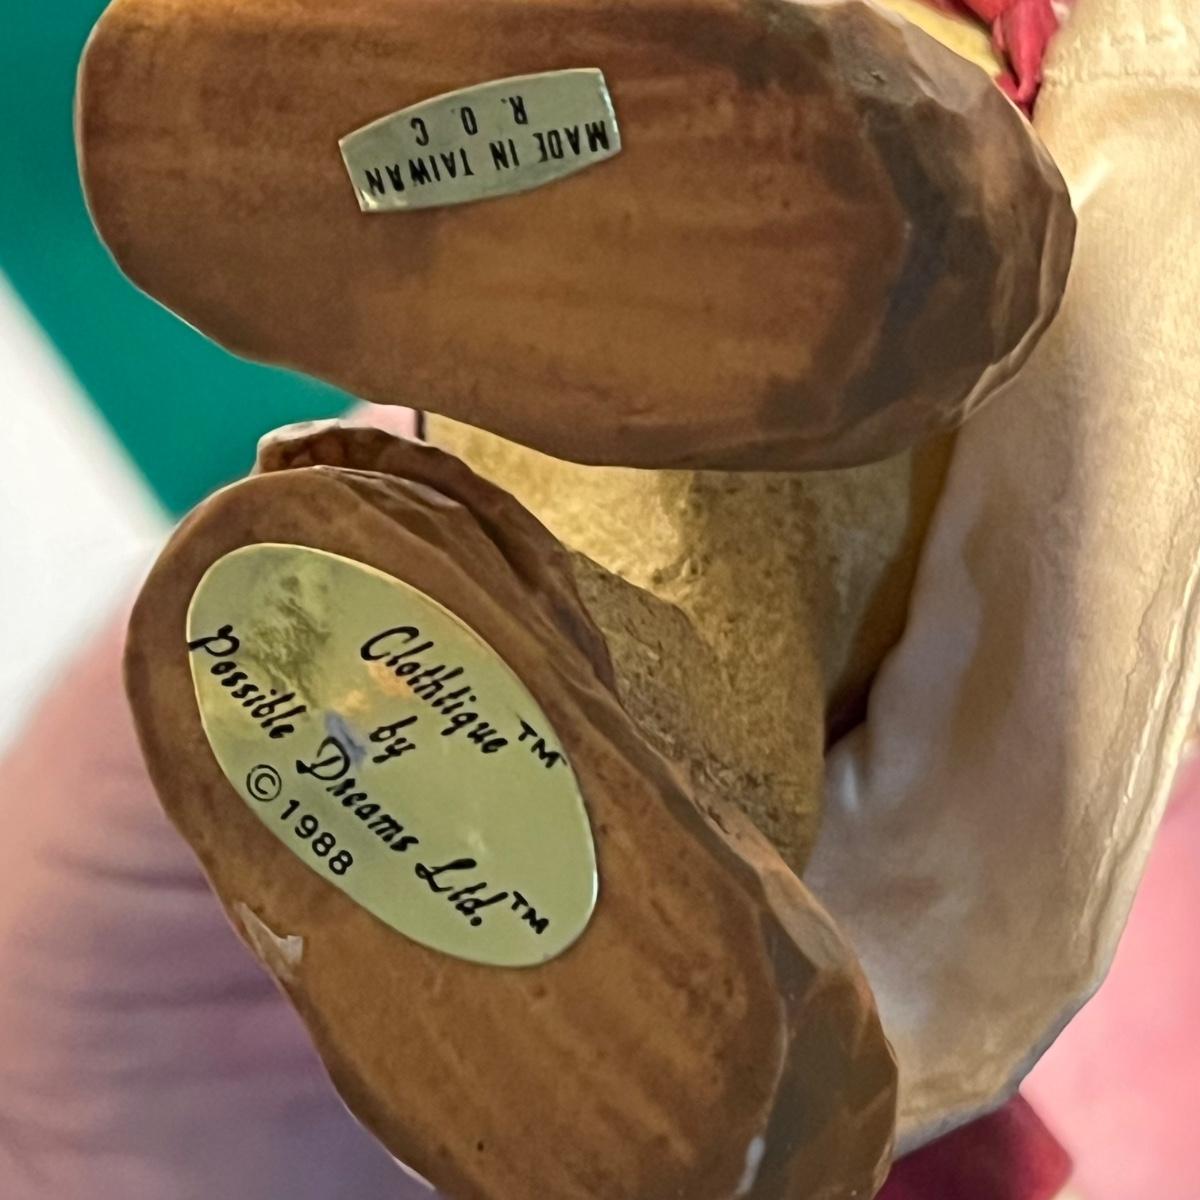 MADE IN TAIWAN
R. O. C
Clothtique™
by
Possible Dreams Ltd.™
©1988